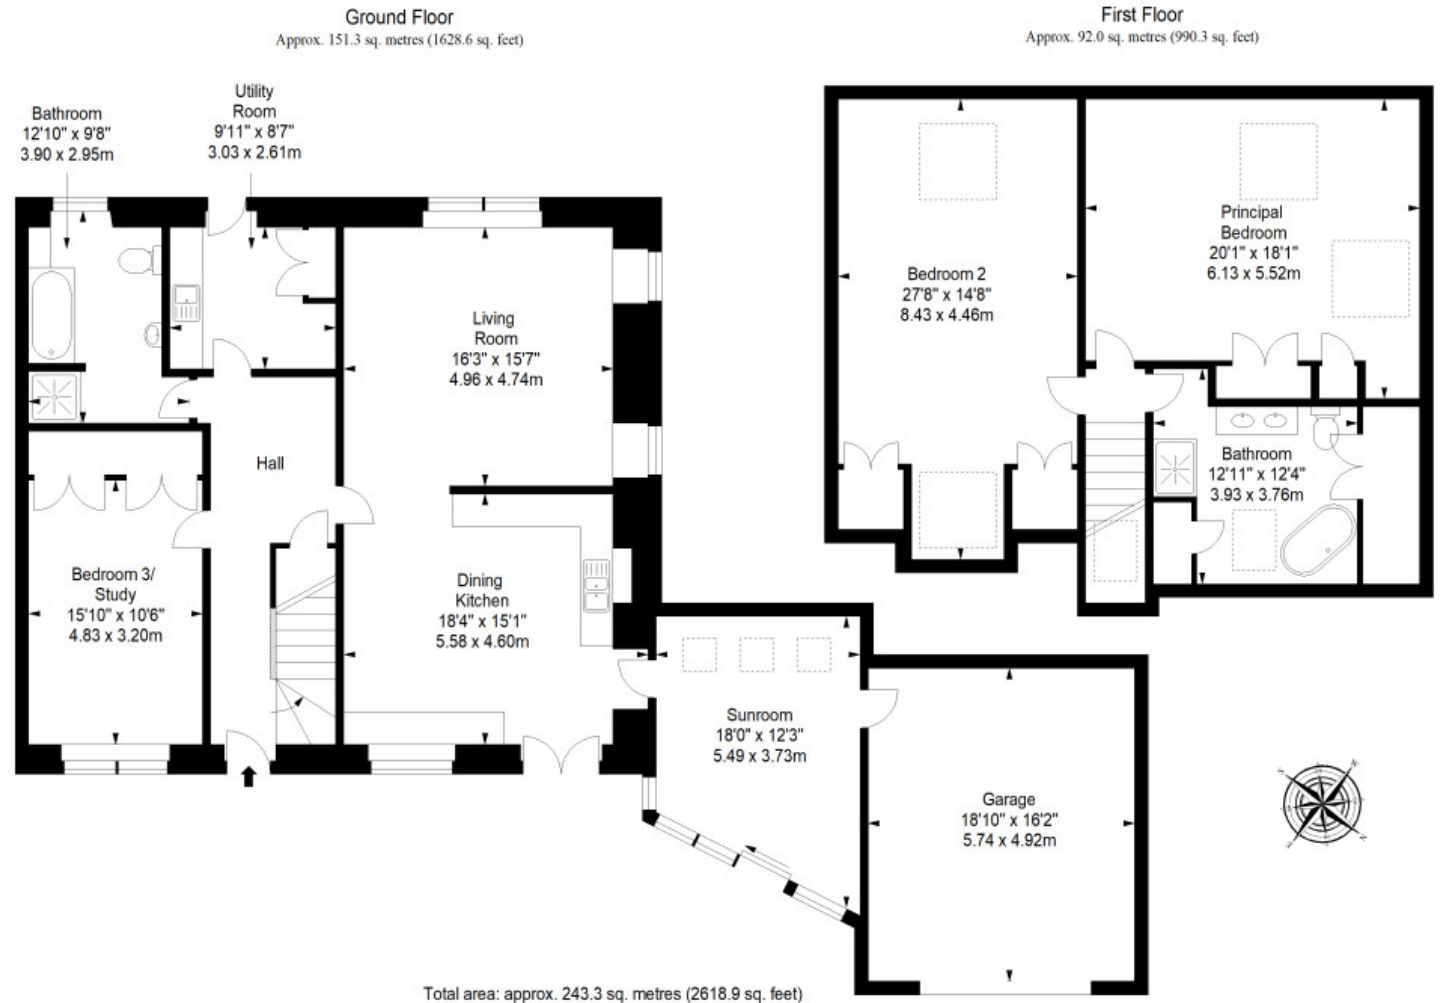 Ground Floor
Approx. 151.3 sq. metres (1628.6 sq. feet)
First Floor
Approx. 92.0 sq. metres (990.3 sq. feet)
Bathroom
12'10" x 9'8"
3.90 x 2.95m
Utility
Room
9'11" x 8'7"
3.03 x 2.61m
Living
Room
16'3" x 15'7"
4.96 x 4.74m
Hall
Bedroom 3/
Study
15'10" x 10'6"
4.83 x 3.20m
Dining
Kitchen
18'4" x 15'1"
5.58 x 4.60m
Sunroom
18'0" x 12'3"
5.49 x 3.73m
Garage
18'10" x 16'2"
5.74 x 4.92m
Bedroom 2
27'8" x 14'8"
8.43 x 4.46m
Principal
Bedroom
20'1" x 18'1"
6.13 x 5.52m
Bathroom
12'11" x 12'4"
3.93 x 3.76m
Total area: approx. 243.3 sq. metres (2618.9 sq. feet)